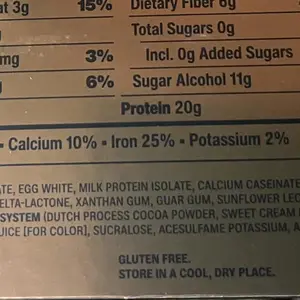 at 3g 15% Dietary Fiber 6g
g Total Sugars 0g
mg 3% Incl. 0g Added Sugars
g 6% Sugar Alcohol 11g
Protein 20g
• Calcium 10% • Iron 25% • Potassium 2%
ATE, EGG WHITE, MILK PROTEIN ISOLATE, CALCIUM CASEINATE
ELTA-LACTONE, XANTHAN GUM, GUAR GUM, SUNFLOWER LEC
SYSTEM (DUTCH PROCESS COCOA POWDER, SWEET CREAM
UICE [FOR COLOR], SUCRALOSE, ACESULFAME POTASSIUM, A
GLUTEN FREE.
STORE IN A COOL, DRY PLACE.